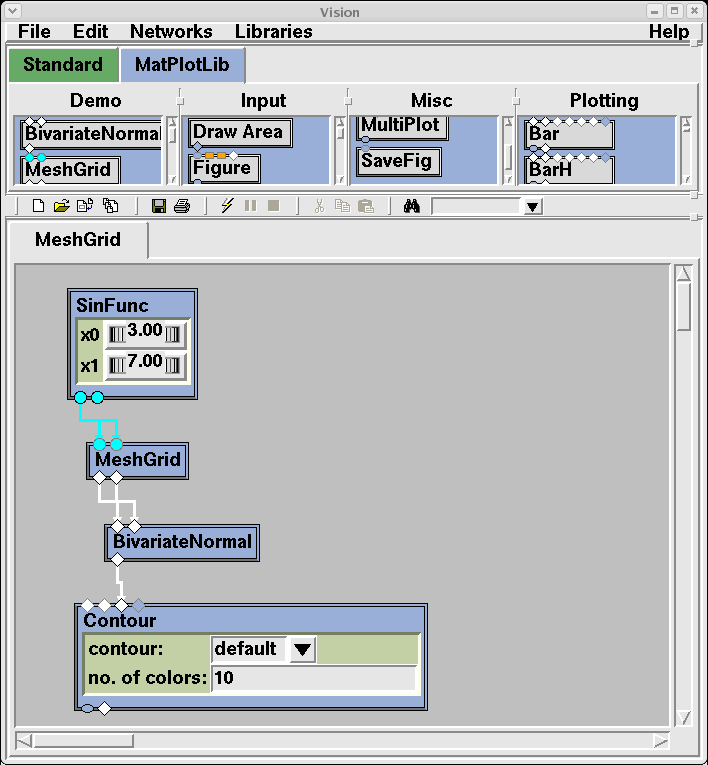 Vision
File Edit Networks Libraries Help
Standard MatPlotLib
Demo Input Misc Plotting
BivariateNormal Draw Area MultiPlot Bar
MeshGrid Figure SaveFig BarH
MeshGrid
SinFunc
x0 3.00
x1 7.00
MeshGrid
BivariateNormal
Contour
contour: default
no. of colors: 10